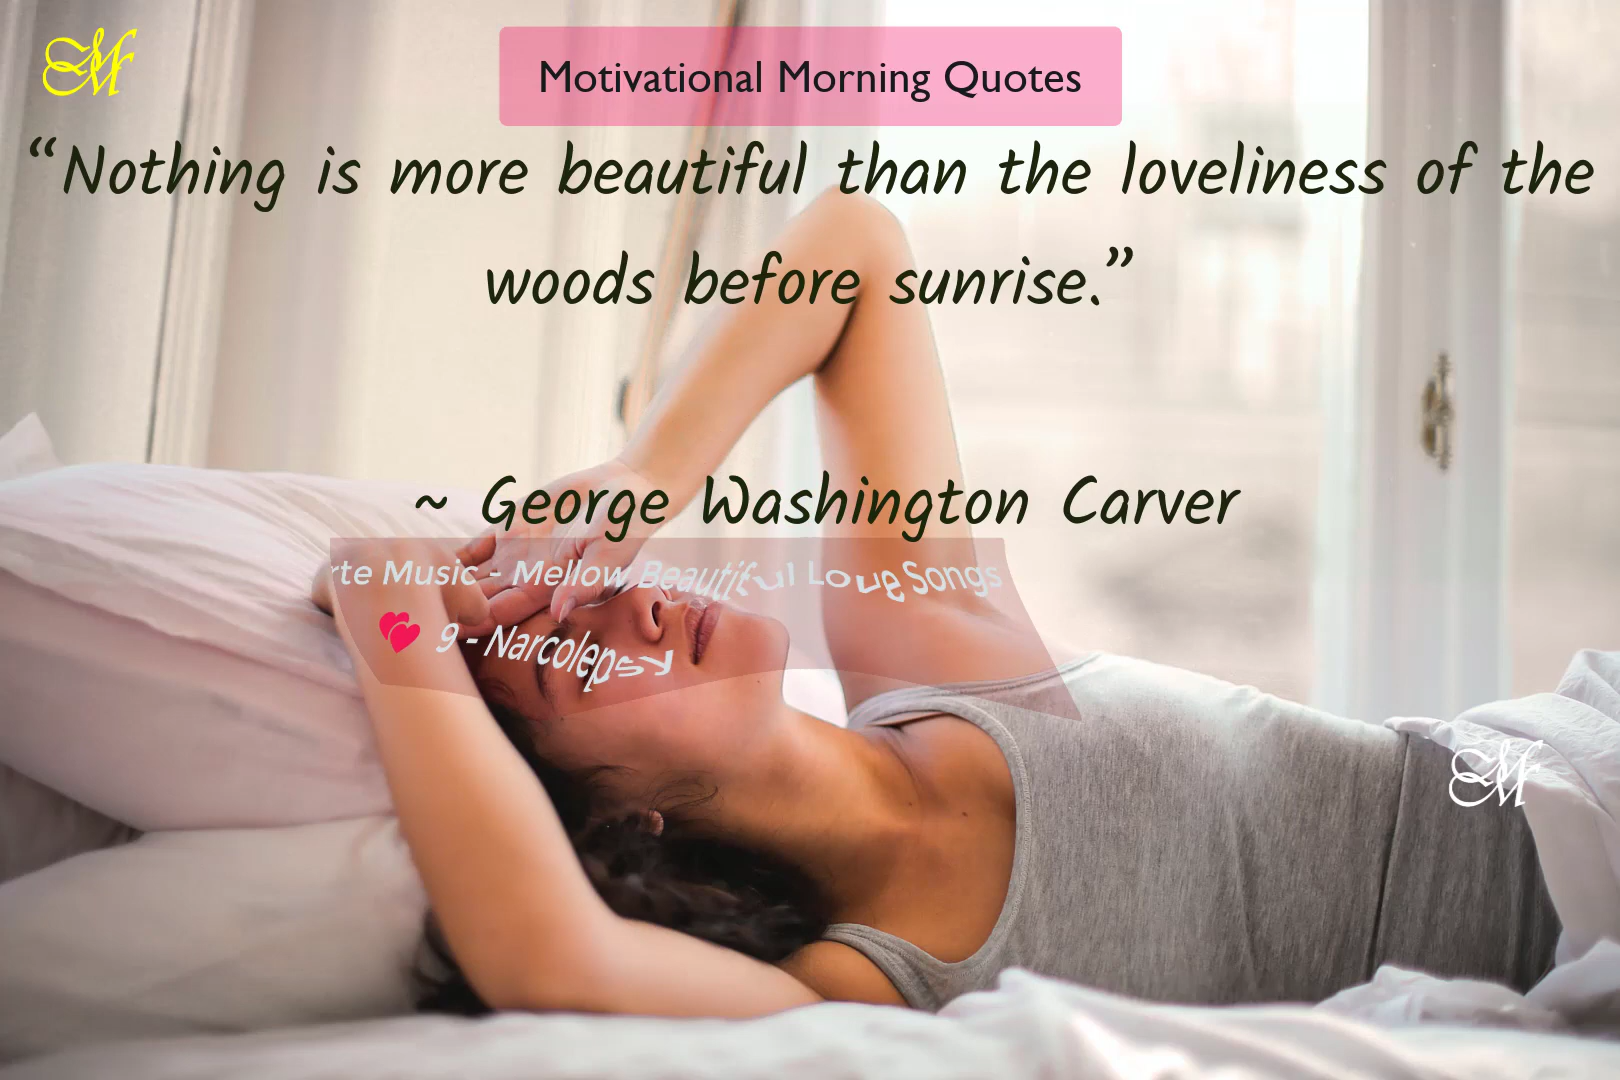 Motivational Morning Quotes
“Nothing is more beautiful than the loveliness of the
woods before sunrise.”
~ George Washington Carver
rte Music - Mellow Beautiful Love Songs
💞 9 - Narcolepsy
M
M